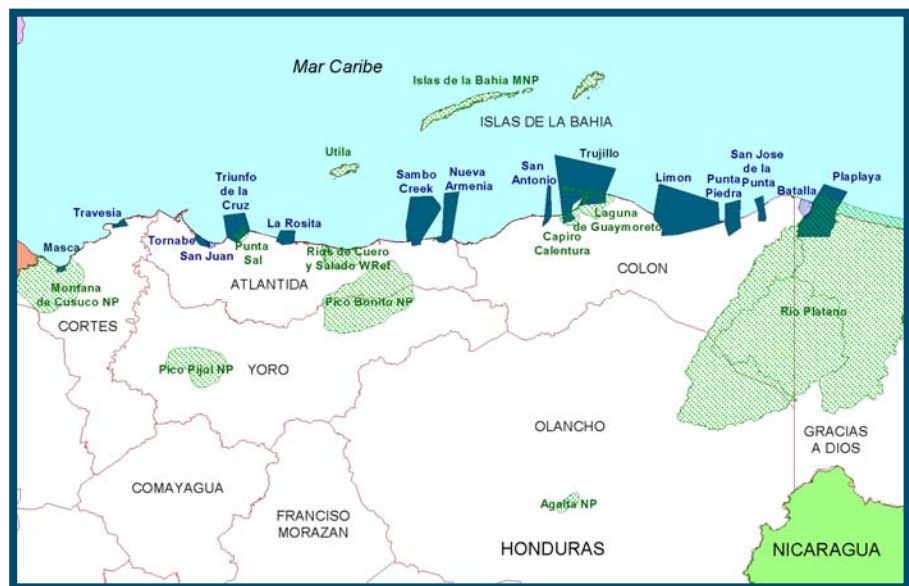 Mar Caribe
Islas de la Bahia MNP
ISLAS DE LA BAHIA
Utila
Triunfo
de la
Cruz
Sambo
Creek
Nueva
Armenia
San
Antonio
Trujillo
Limon
Punta
Piedra
San Jose
de la
Punta
Batalla
Plaplaya
Travesia
La Rosita
Masca
Tornabe
San Juan
Punta
Sal
Rios de Cuero
y Salado WRef
Capiro
Calentura
Laguna
de Guaymoreto
Montana
de Cusuco NP
ATLANTIDA
COLON
Pico Bonito NP
Rio Platano
CORTES
Pico Pijol NP
YORO
OLANCHO
GRACIAS
A DIOS
COMAYAGUA
FRANCISO
MORAZAN
Agalta NP
HONDURAS
NICARAGUA